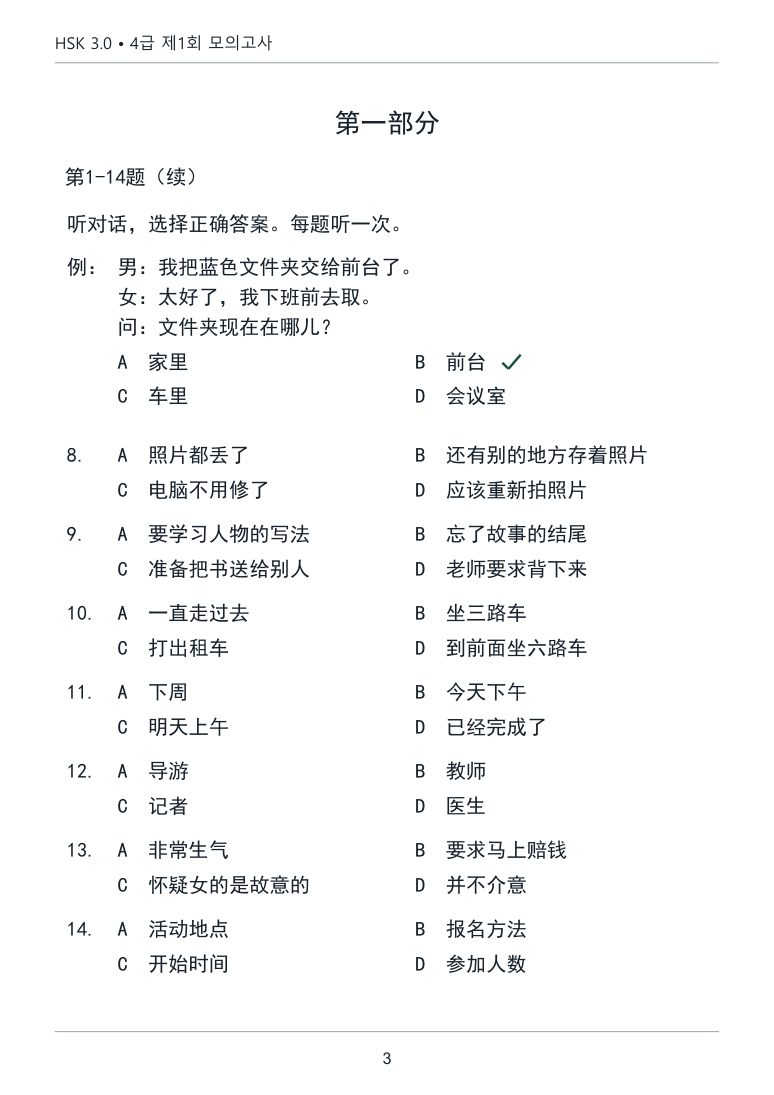 HSK 3.0 • 4급 제1회 모의고사
第一部分
第1-14题（续）
听对话，选择正确答案。每题听一次。
例： 男：我把蓝色文件夹交给前台了。
女：太好了，我下班前去取。
问：文件夹现在在哪儿？
A 家里 B 前台 ✓
C 车里 D 会议室
8. A 照片都丢了 B 还有别的地方存着照片
C 电脑不用修了 D 应该重新拍照片
9. A 要学习人物的写法 B 忘了故事的结尾
C 准备把书送给别人 D 老师要求背下来
10. A 一直走过去 B 坐三路车
C 打出租车 D 到前面坐六路车
11. A 下周 B 今天下午
C 明天上午 D 已经完成了
12. A 导游 B 教师
C 记者 D 医生
13. A 非常生气 B 要求马上赔钱
C 怀疑女的是故意的 D 并不介意
14. A 活动地点 B 报名方法
C 开始时间 D 参加人数
3